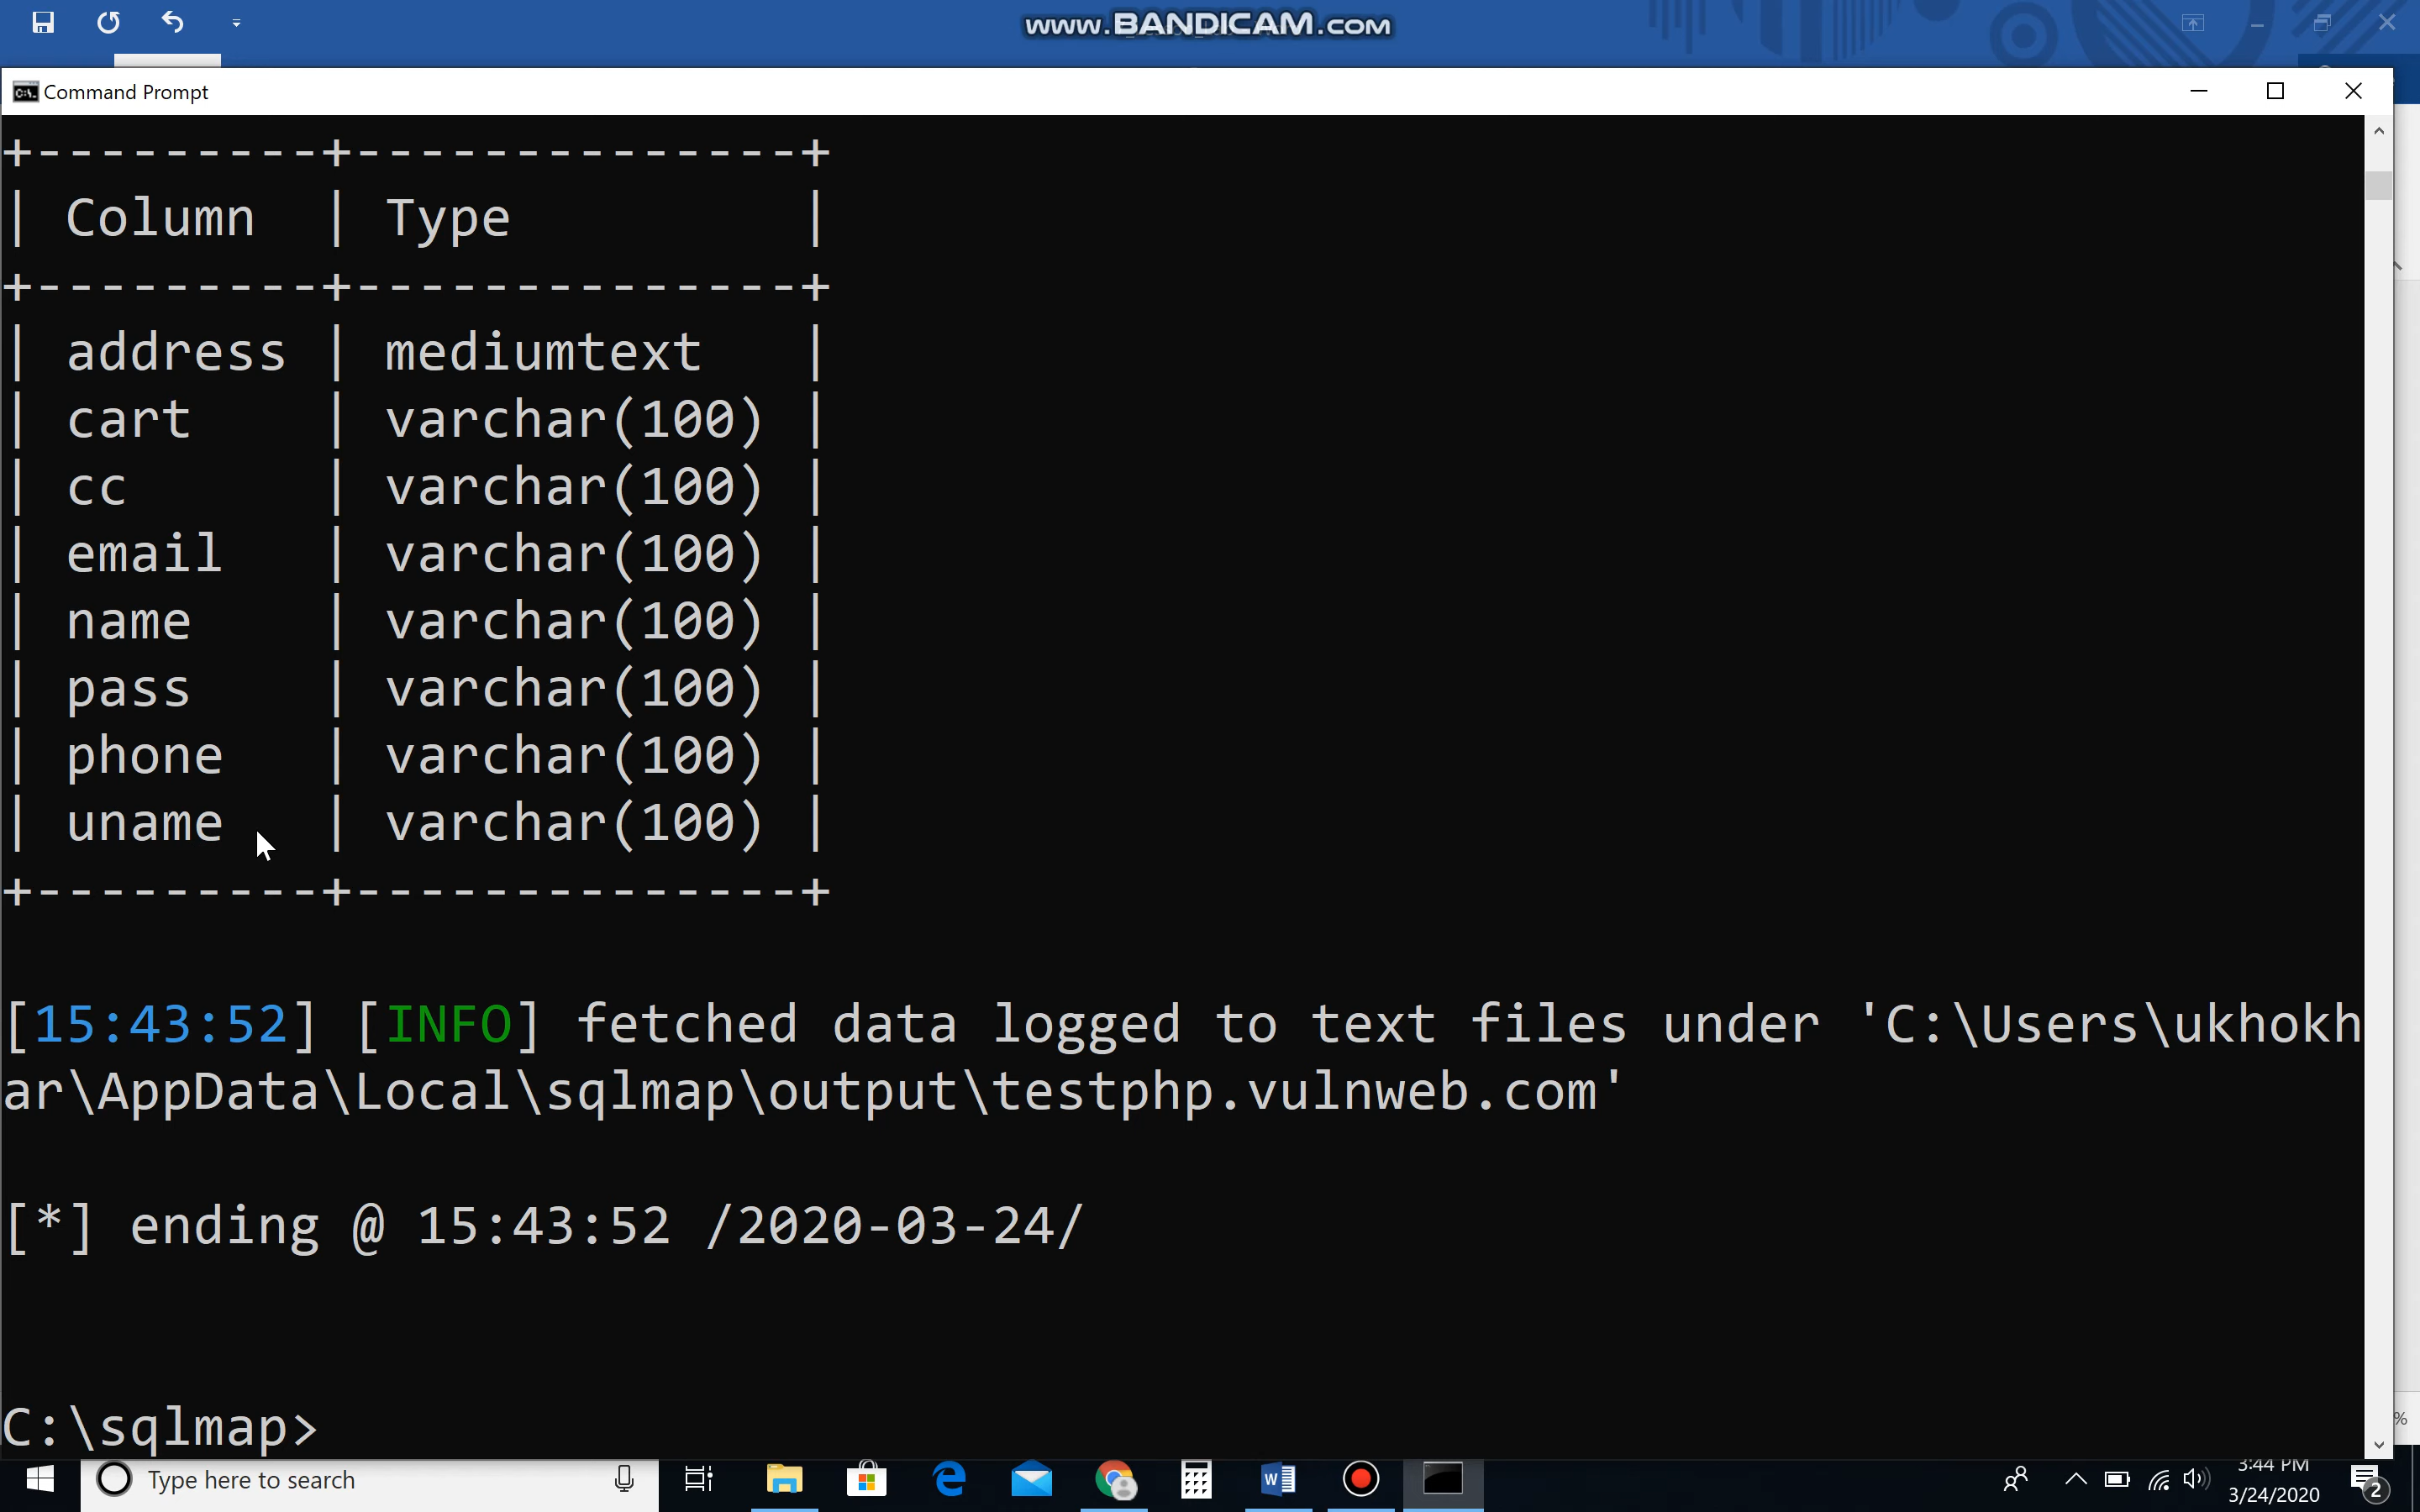 www.BANDICAM.com
Command Prompt
+---------+--------------+
| Column | Type |
+---------+--------------+
| address | mediumtext |
| cart | varchar(100) |
| cc | varchar(100) |
| email | varchar(100) |
| name | varchar(100) |
| pass | varchar(100) |
| phone | varchar(100) |
| uname | varchar(100) |
+---------+--------------+
[15:43:52] [INFO] fetched data logged to text files under 'C:\Users\ukhokh
ar\AppData\Local\sqlmap\output\testphp.vulnweb.com'
[*] ending @ 15:43:52 /2020-03-24/
C:\sqlmap>
%
Type here to search
3:44 PM
3/24/2020
2